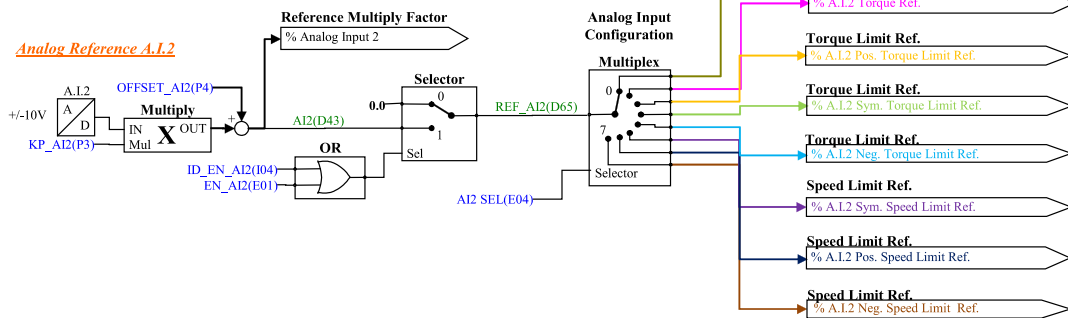 Reference Multiply Factor
% Analog Input 2
Analog Reference A.I.2
Analog Input
Configuration
% A.I.2 Torque Ref.
Torque Limit Ref.
% A.I.2 Pos. Torque Limit Ref.
Multiplex
Selector
A.I.2
OFFSET_AI2(P4)
0
0
0.0
Torque Limit Ref.
% A.I.2 Sym. Torque Limit Ref.
+/-10V
A
D
Multiply
IN
X
OUT
Mul
+
AI2(D43)
1
REF_AI2(D65)
7
KP_AI2(P3)
OR
Sel
Torque Limit Ref.
% A.I.2 Neg. Torque Limit Ref.
ID_EN_AI2(I04)
EN_AI2(E01)
Selector
AI2 SEL(E04)
Speed Limit Ref.
% A.I.2 Sym. Speed Limit Ref.
Speed Limit Ref.
% A.I.2 Pos. Speed Limit Ref.
Speed Limit Ref.
% A.I.2 Neg. Speed Limit Ref.